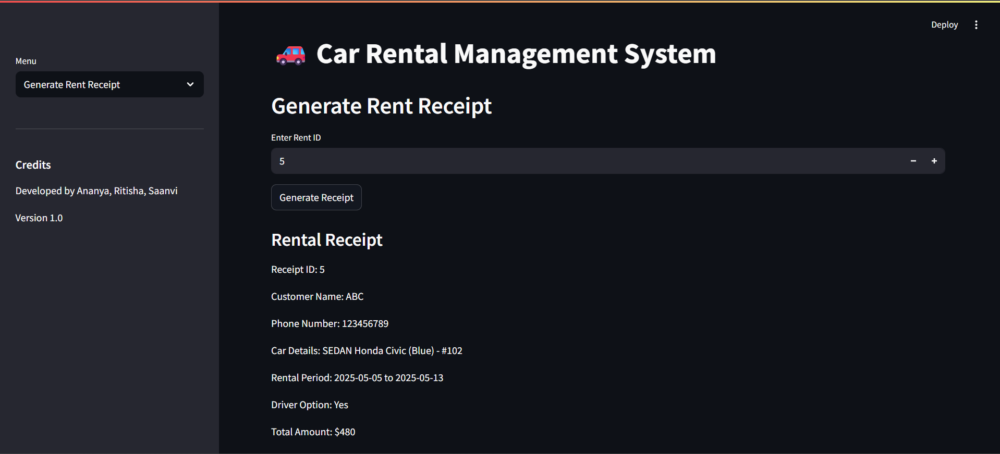 Deploy
Menu
Generate Rent Receipt
Credits
Developed by Ananya, Ritisha, Saanvi
Version 1.0
Car Rental Management System
Generate Rent Receipt
Enter Rent ID
5
Generate Receipt
Rental Receipt
Receipt ID: 5
Customer Name: ABC
Phone Number: 123456789
Car Details: SEDAN Honda Civic (Blue) - #102
Rental Period: 2025-05-05 to 2025-05-13
Driver Option: Yes
Total Amount: $480